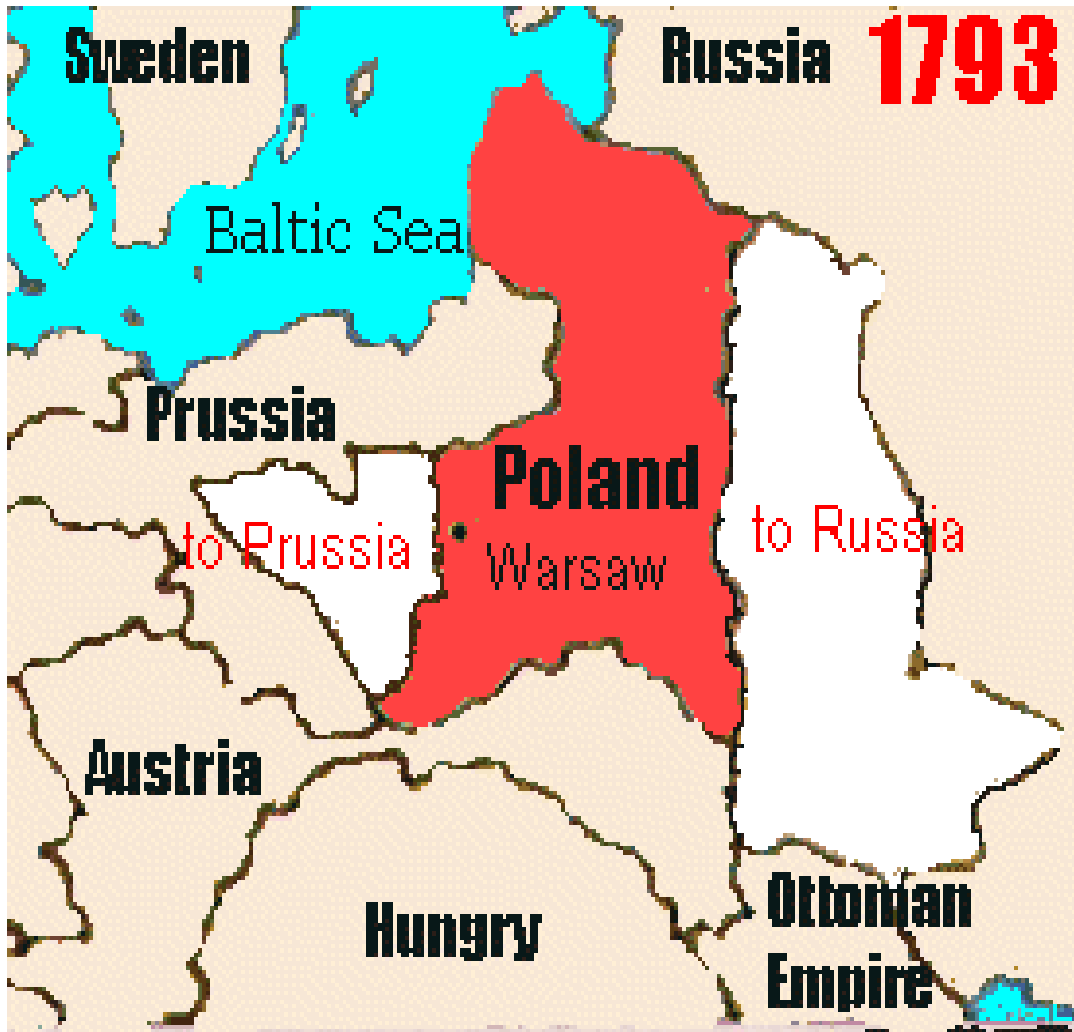 Sweden
Russia
1793
Baltic Sea
Prussia
Poland
to Prussia
Warsaw
to Russia
Austria
Hungry
Ottoman
Empire